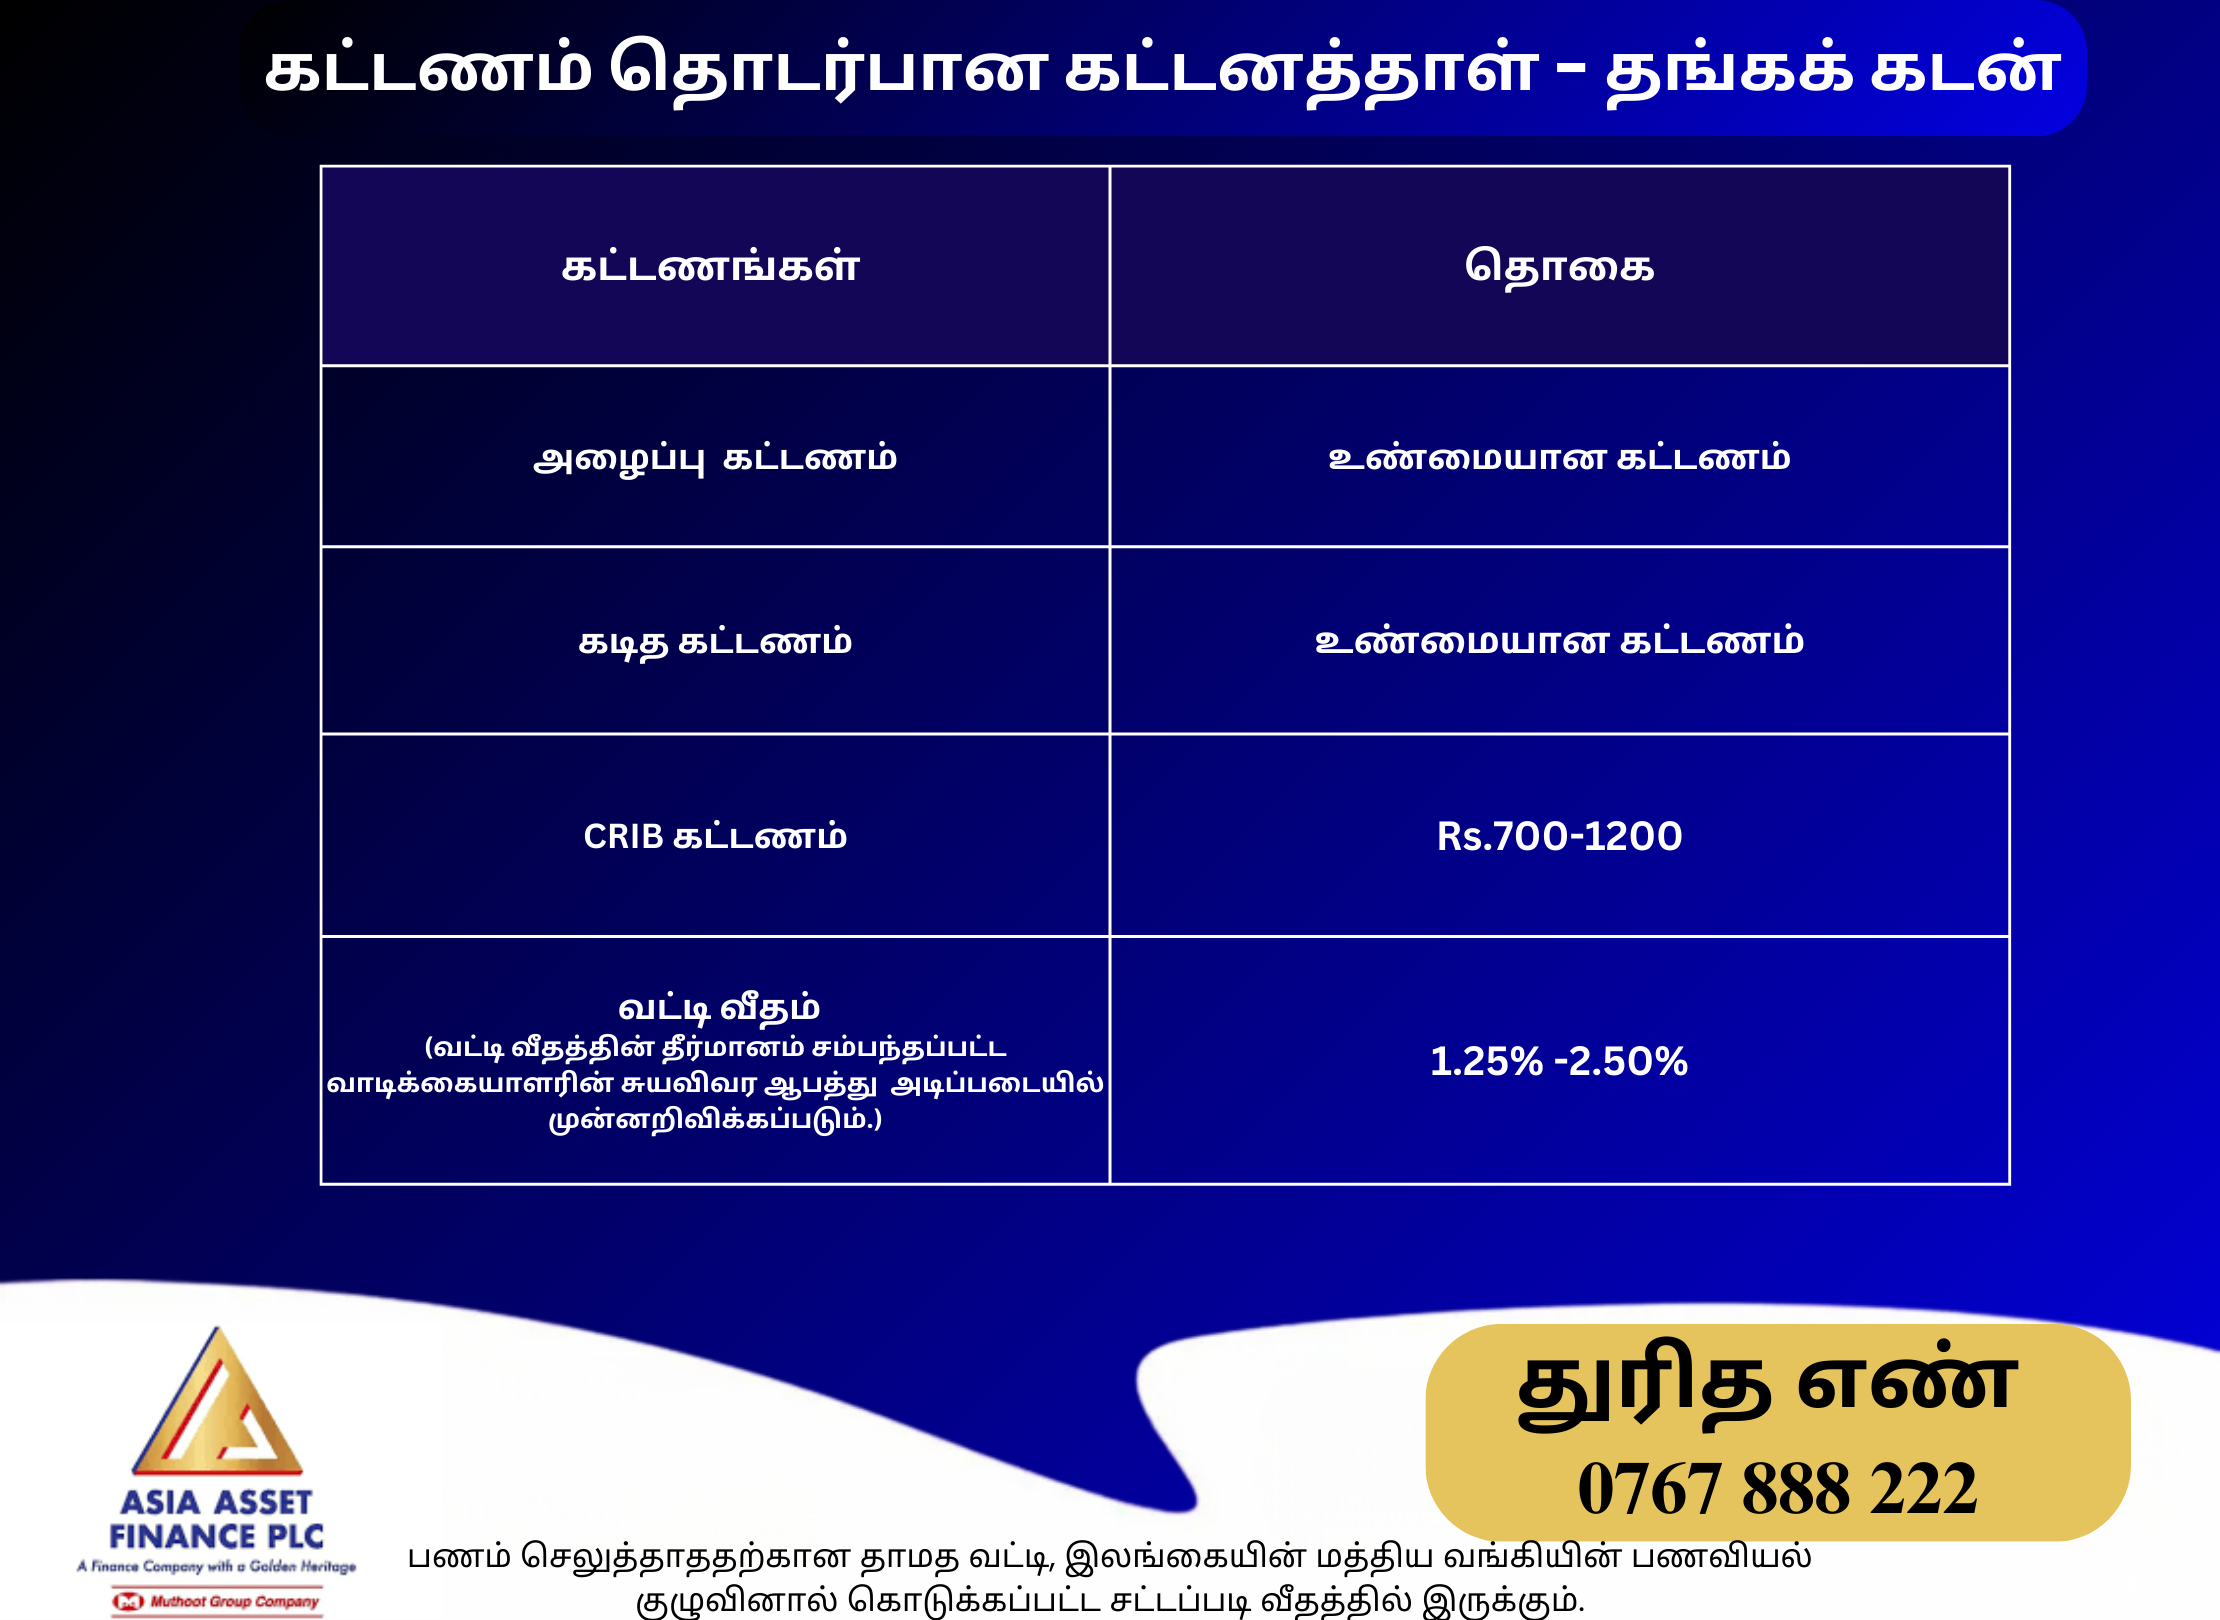 கட்டணம் தொடர்பான கட்டனத்தாள் - தங்கக் கடன்
கட்டணங்கள் தொகை
அழைப்பு கட்டணம் உண்மையான கட்டணம்
கடித கட்டணம் உண்மையான கட்டணம்
CRIB கட்டணம் Rs.700-1200
வட்டி வீதம்
(வட்டி வீதத்தின் தீர்மானம் சம்பந்தப்பட்ட
வாடிக்கையாளரின் சுயவிவர ஆபத்து அடிப்படையில்
முன்னறிவிக்கப்படும்.)
1.25% -2.50%
துரித எண்
0767 888 222
ASIA ASSET
FINANCE PLC
A Finance Company with a Golden Heritage
Muthoot Group Company
பணம் செலுத்தாததற்கான தாமத வட்டி, இலங்கையின் மத்திய வங்கியின் பணவியல்
குழுவினால் கொடுக்கப்பட்ட சட்டப்படி வீதத்தில் இருக்கும்.